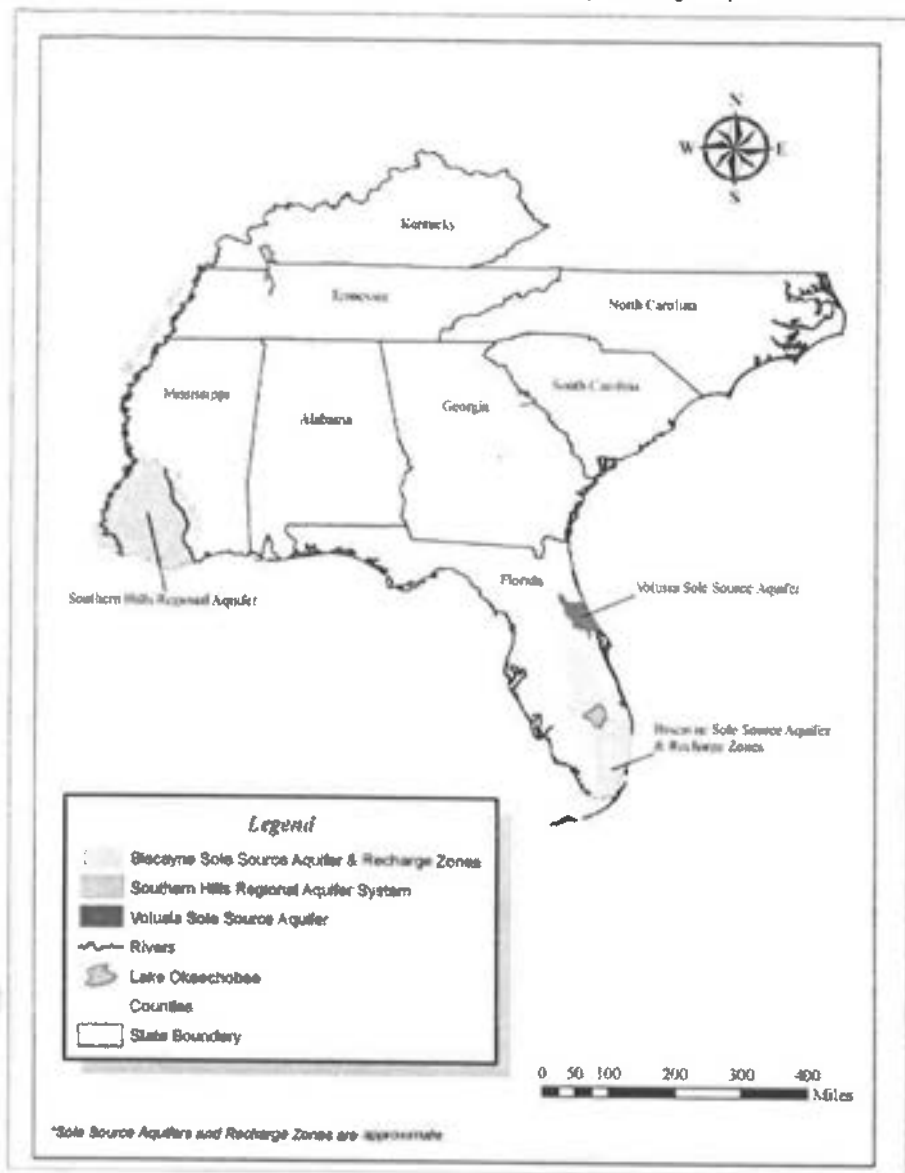 N
W E
S
Kentucky
Tennessee
North Carolina
Mississippi
Alabama
Georgia
South Carolina
Florida
Southern Hills Regional Aquifer
Volusia Sole Source Aquifer
Biscayne Sole Source Aquifer
& Recharge Zones
Legend
Biscayne Sole Source Aquifer & Recharge Zones
Southern Hills Regional Aquifer System
Volusia Sole Source Aquifer
Rivers
Lake Okeechobee
Counties
State Boundary
0 50 100 200 300 400
Miles
*Sole Source Aquifers and Recharge Zones are approximate